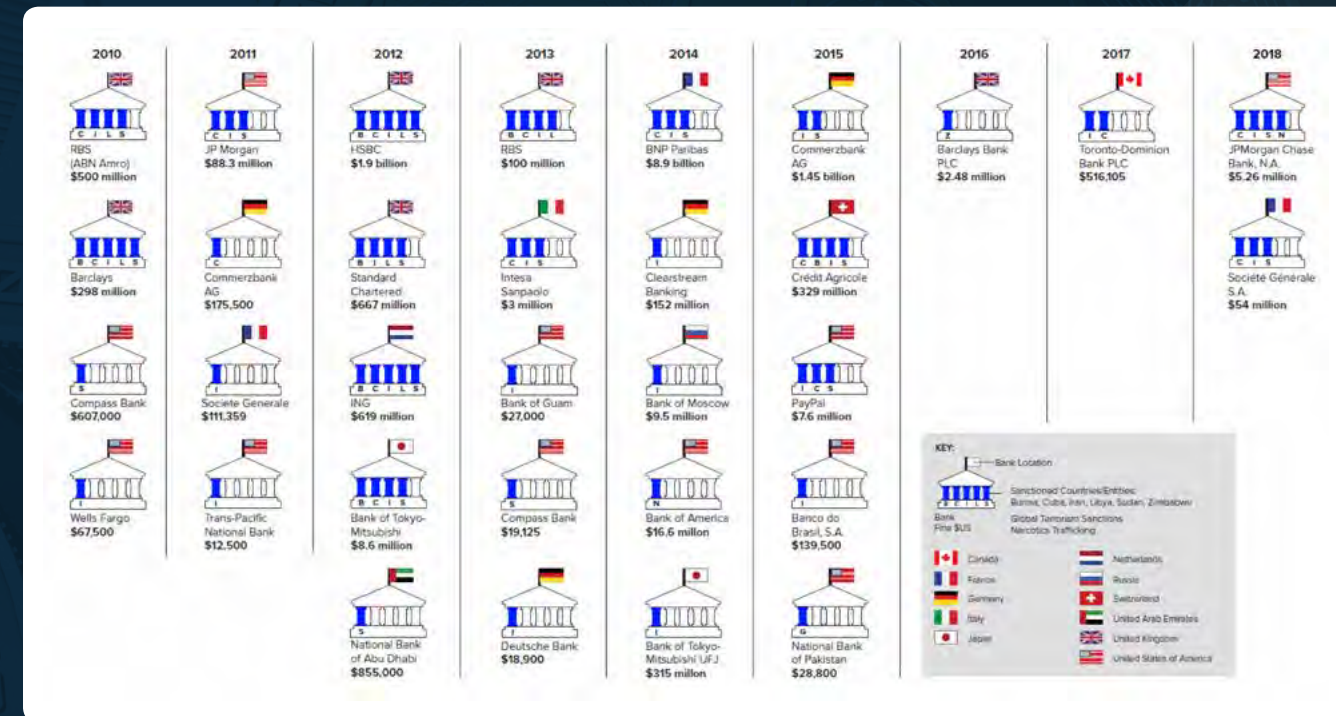 2010
RBS
(ABN Amro)
$500 million
C I L S
Barclays
$298 million
B C I L S
Compass Bank
$607,000
S
Wells Fargo
$67,500
I
2011
C I S
JP Morgan
$88.3 million
C
Commerzbank
AG
$175,500
I
Societe Generale
$111,359
I
Trans-Pacific
National Bank
$12,500
2012
B C I L S
HSBC
$1.9 billion
B C I L S
Standard
Chartered
$667 million
B C I L S
ING
$619 million
B C I S
Bank of Tokyo-
Mitsubishi
$8.6 million
S
National Bank
of Abu Dhabi
$855,000
2013
B C I L
RBS
$100 million
C I S
Intesa
Sanpaolo
$3 million
I
Bank of Guam
$27,000
S
Compass Bank
$19,125
I
Deutsche Bank
$18,900
2014
C I S
BNP Paribas
$8.9 billion
I
Clearstream
Banking
$152 million
I
Bank of Moscow
$9.5 million
N
Bank of America
$16.6 millon
I
Bank of Tokyo-
Mitsubishi UFJ
$315 millon
2015
I S
Commerzbank
AG
$1.45 billion
C B I S
Crédit Agricole
$329 million
I C S
PayPal
$7.6 million
I
Banco do
Brasil, S.A.
$139,500
G
National Bank
of Pakistan
$28,800
2016
Z
Barclays Bank
PLC
$2.48 million
2017
I C
Toronto-Dominion
Bank PLC
$516,105
2018
C I S N
JPMorgan Chase
Bank, N.A.
$5.26 million
C I S
Societe Generale
S.A.
$54 million
KEY:
Bank Location
Sanctioned Countries/Entities:
Burma, Cuba, Iran, Libya, Sudan, Zimbabwe
B C I L S
Bank
Fine $US
Global Terrorist Sanctions
Narcotics Trafficking
Canada
France
Germany
Italy
Japan
Netherlands
Russia
Switzerland
United Arab Emirates
United Kingdom
United States of America